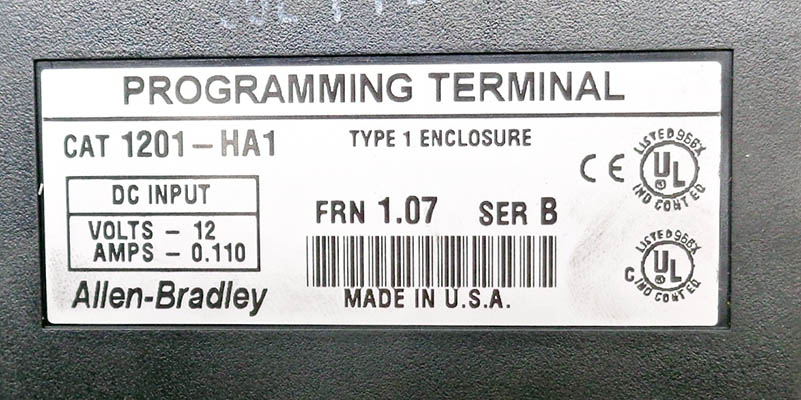 PROGRAMMING TERMINAL
CAT 1201-HA1
TYPE 1 ENCLOSURE
DC INPUT
VOLTS - 12
AMPS - 0.110
FRN 1.07 SER B
Allen-Bradley
MADE IN U.S.A.
CE
LISTED 966X
UL
IND CONT EQ
LISTED 966X
C UL
IND CONT EQ